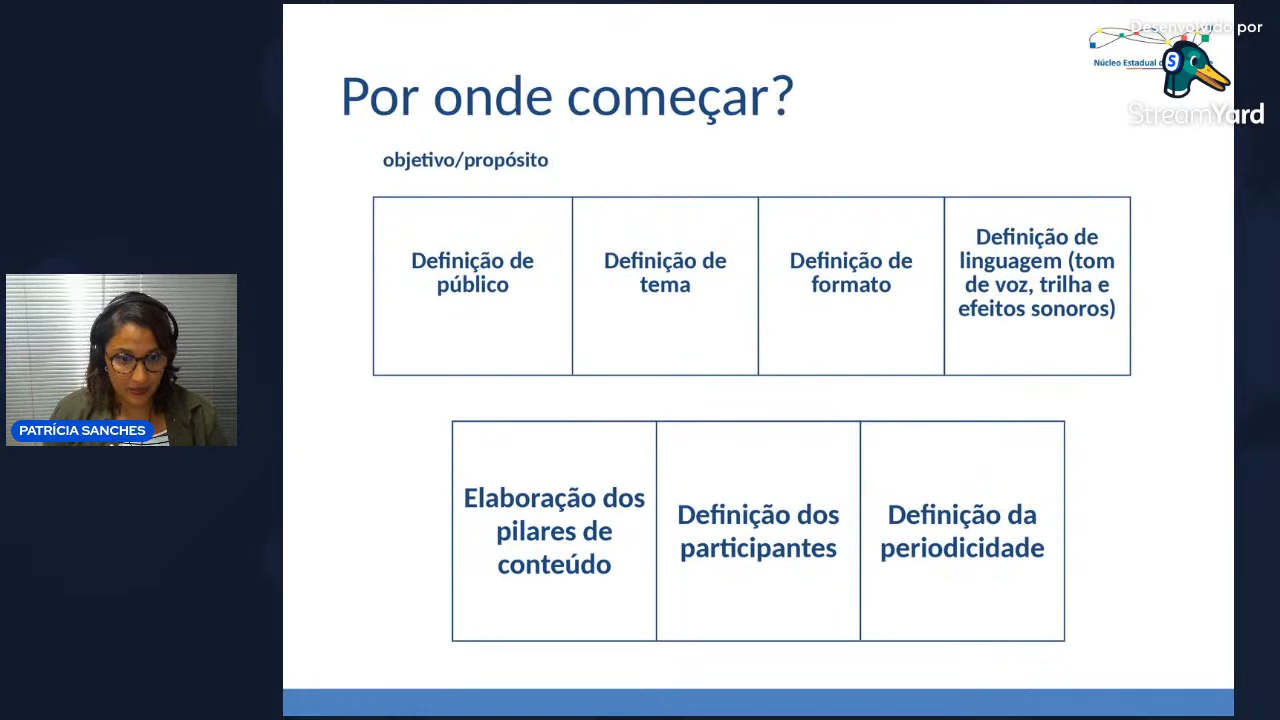 Desenvolvido por
Núcleo Estadual
StreamYard
Por onde começar?
objetivo/propósito
Definição de
público
Definição de
tema
Definição de
formato
Definição de
linguagem (tom
de voz, trilha e
efeitos sonoros)
PATRÍCIA SANCHES
Elaboração dos
pilares de
conteúdo
Definição dos
participantes
Definição da
periodicidade